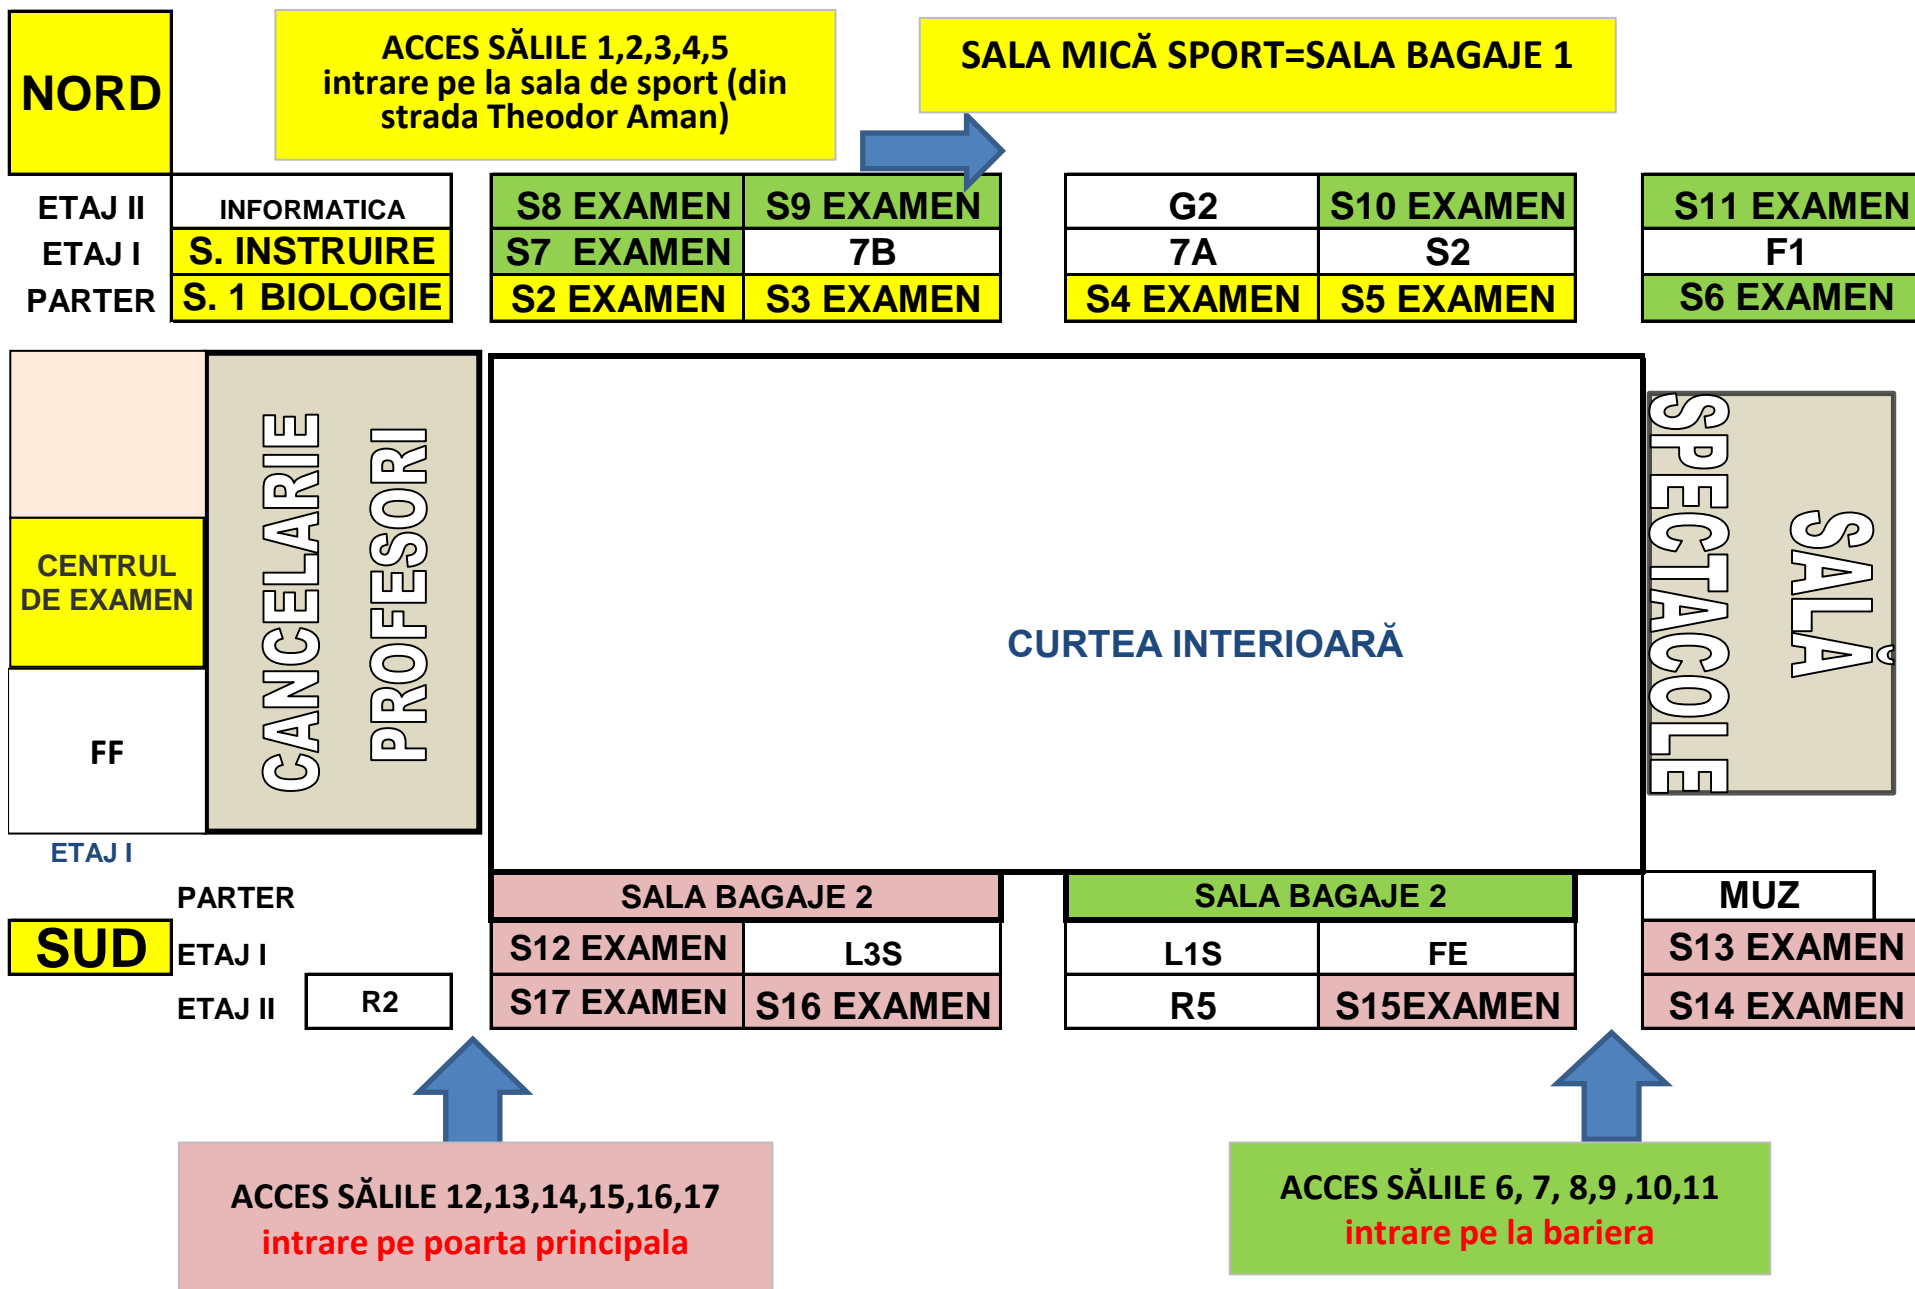 NORD
ACCES SĂLILE 1,2,3,4,5
intrare pe la sala de sport (din
strada Theodor Aman)
SALA MICĂ SPORT=SALA BAGAJE 1
ETAJ II
INFORMATICA
S8 EXAMEN
S9 EXAMEN
G2
S10 EXAMEN
S11 EXAMEN
ETAJ I
S. INSTRUIRE
S7 EXAMEN
7B
7A
S2
F1
PARTER
S. 1 BIOLOGIE
S2 EXAMEN
S3 EXAMEN
S4 EXAMEN
S5 EXAMEN
S6 EXAMEN
CENTRUL
DE EXAMEN
FF
ETAJ I
CANCELARIE
PROFESORI
CURTEA INTERIOARĂ
SALĂ
SPECTACOLE
PARTER
SALA BAGAJE 2
SALA BAGAJE 2
MUZ
SUD
ETAJ I
S12 EXAMEN
L3S
L1S
FE
S13 EXAMEN
ETAJ II
R2
S17 EXAMEN
S16 EXAMEN
R5
S15EXAMEN
S14 EXAMEN
ACCES SĂLILE 12,13,14,15,16,17
intrare pe poarta principala
ACCES SĂLILE 6, 7, 8,9 ,10,11
intrare pe la bariera